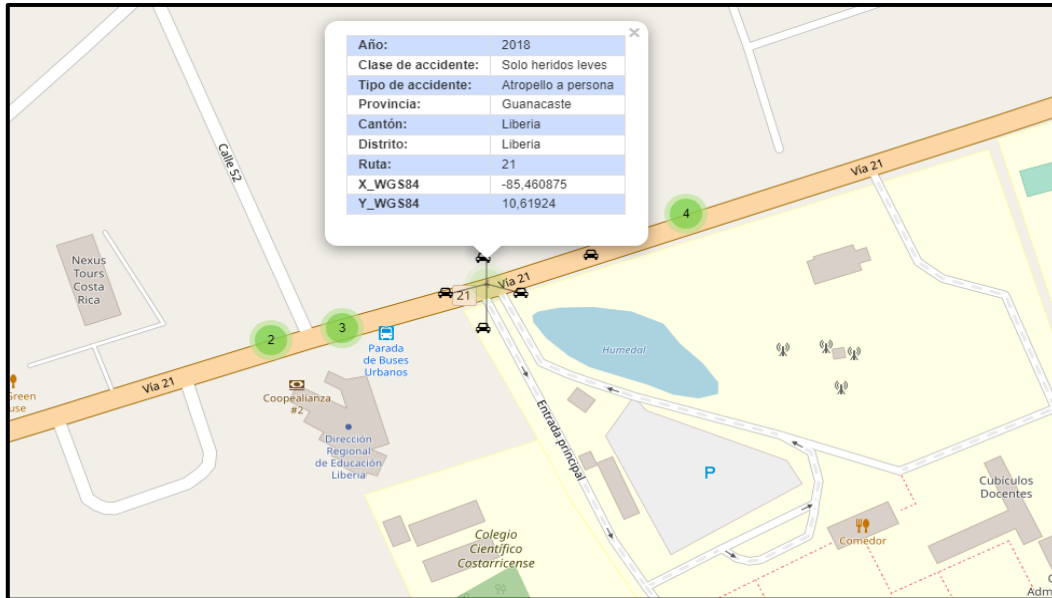 ×
Año: 2018
Clase de accidente: Solo heridos leves
Tipo de accidente: Atropello a persona
Provincia: Guanacaste
Cantón: Liberia
Distrito: Liberia
Ruta: 21
X_WGS84 -85,460875
Y_WGS84 10,61924
Calle 52
Vía 21
4
Nexus
Tours
Costa
Rica
Vía 21
21
3
2
Parada
de Buses
Urbanos
Humedal
Green
use
Vía 21
Coopealianza
#2
Dirección
Regional
de Educación
Liberia
Entrada principal
P
Cubículos
Docentes
Comedor
Colegio
Científico
Costarricense
Adm